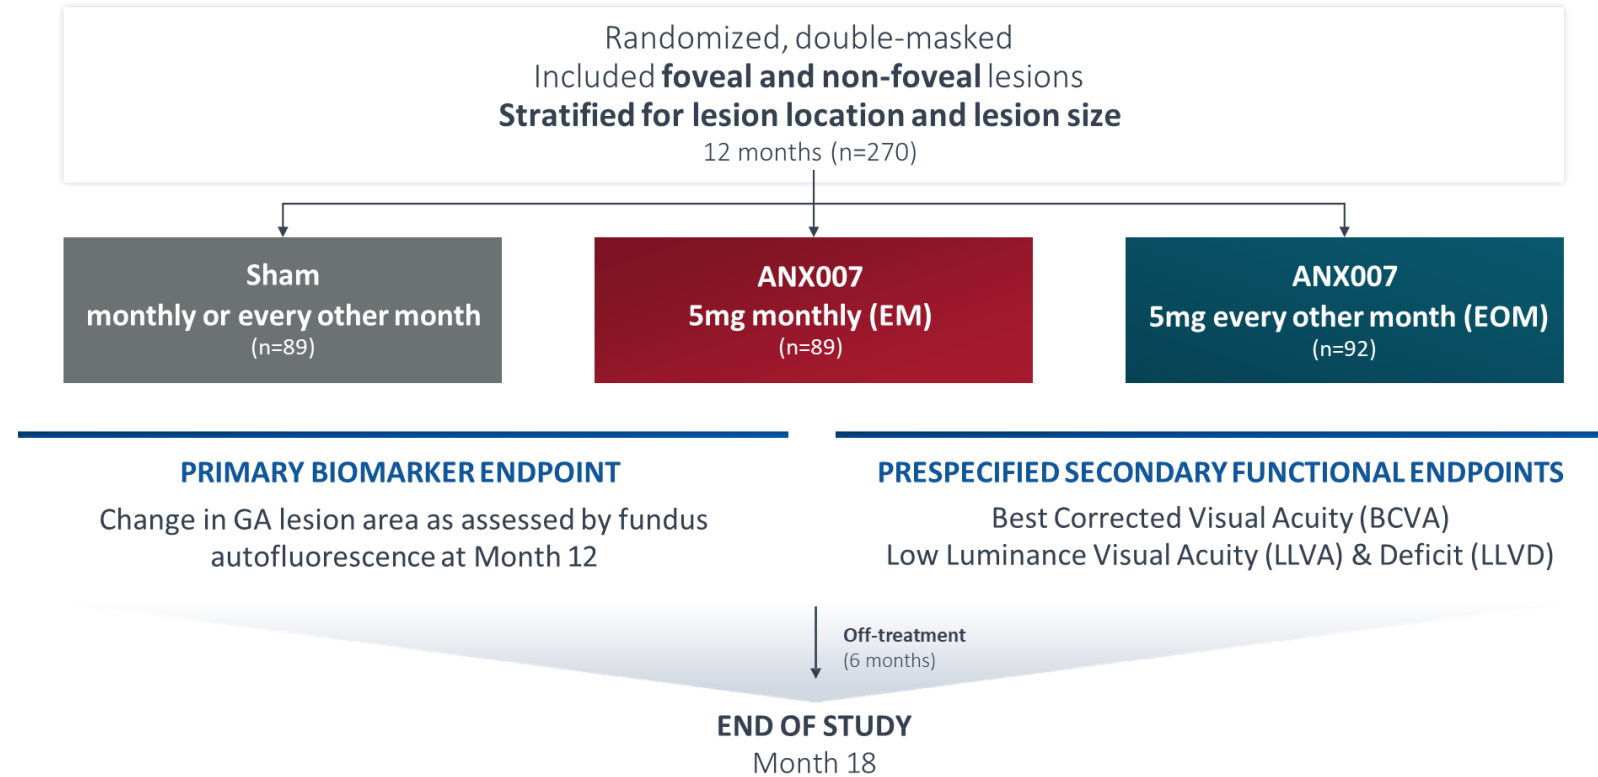 Randomized, double-masked
Included foveal and non-foveal lesions
Stratified for lesion location and lesion size
12 months (n=270)
Sham
monthly or every other month
(n=89)
ANX007
5mg monthly (EM)
(n=89)
ANX007
5mg every other month (EOM)
(n=92)
PRIMARY BIOMARKER ENDPOINT
Change in GA lesion area as assessed by fundus
autofluorescence at Month 12
PRESPECIFIED SECONDARY FUNCTIONAL ENDPOINTS
Best Corrected Visual Acuity (BCVA)
Low Luminance Visual Acuity (LLVA) & Deficit (LLVD)
Off-treatment
(6 months)
END OF STUDY
Month 18